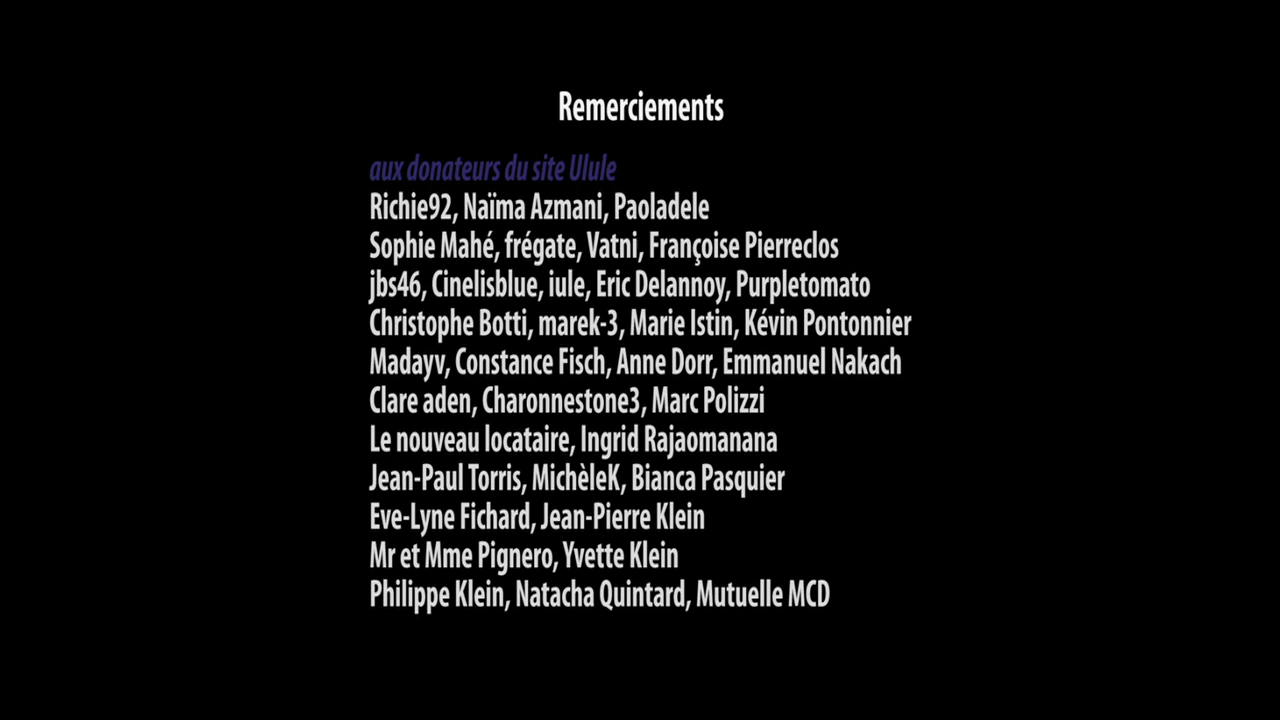 Remerciements
aux donateurs du site Ulule
Richie92, Naïma Azmani, Paoladele
Sophie Mahé, frégate, Vatni, Françoise Pierreclos
jbs46, Cinelisblue, iule, Eric Delannoy, Purpletomato
Christophe Botti, marek-3, Marie Istin, Kévin Pontonnier
Madayv, Constance Fisch, Anne Dorr, Emmanuel Nakach
Clare aden, Charonnestone3, Marc Polizzi
Le nouveau locataire, Ingrid Rajaomanana
Jean-Paul Torris, MichèleK, Bianca Pasquier
Eve-Lyne Fichard, Jean-Pierre Klein
Mr et Mme Pignero, Yvette Klein
Philippe Klein, Natacha Quintard, Mutuelle MCD